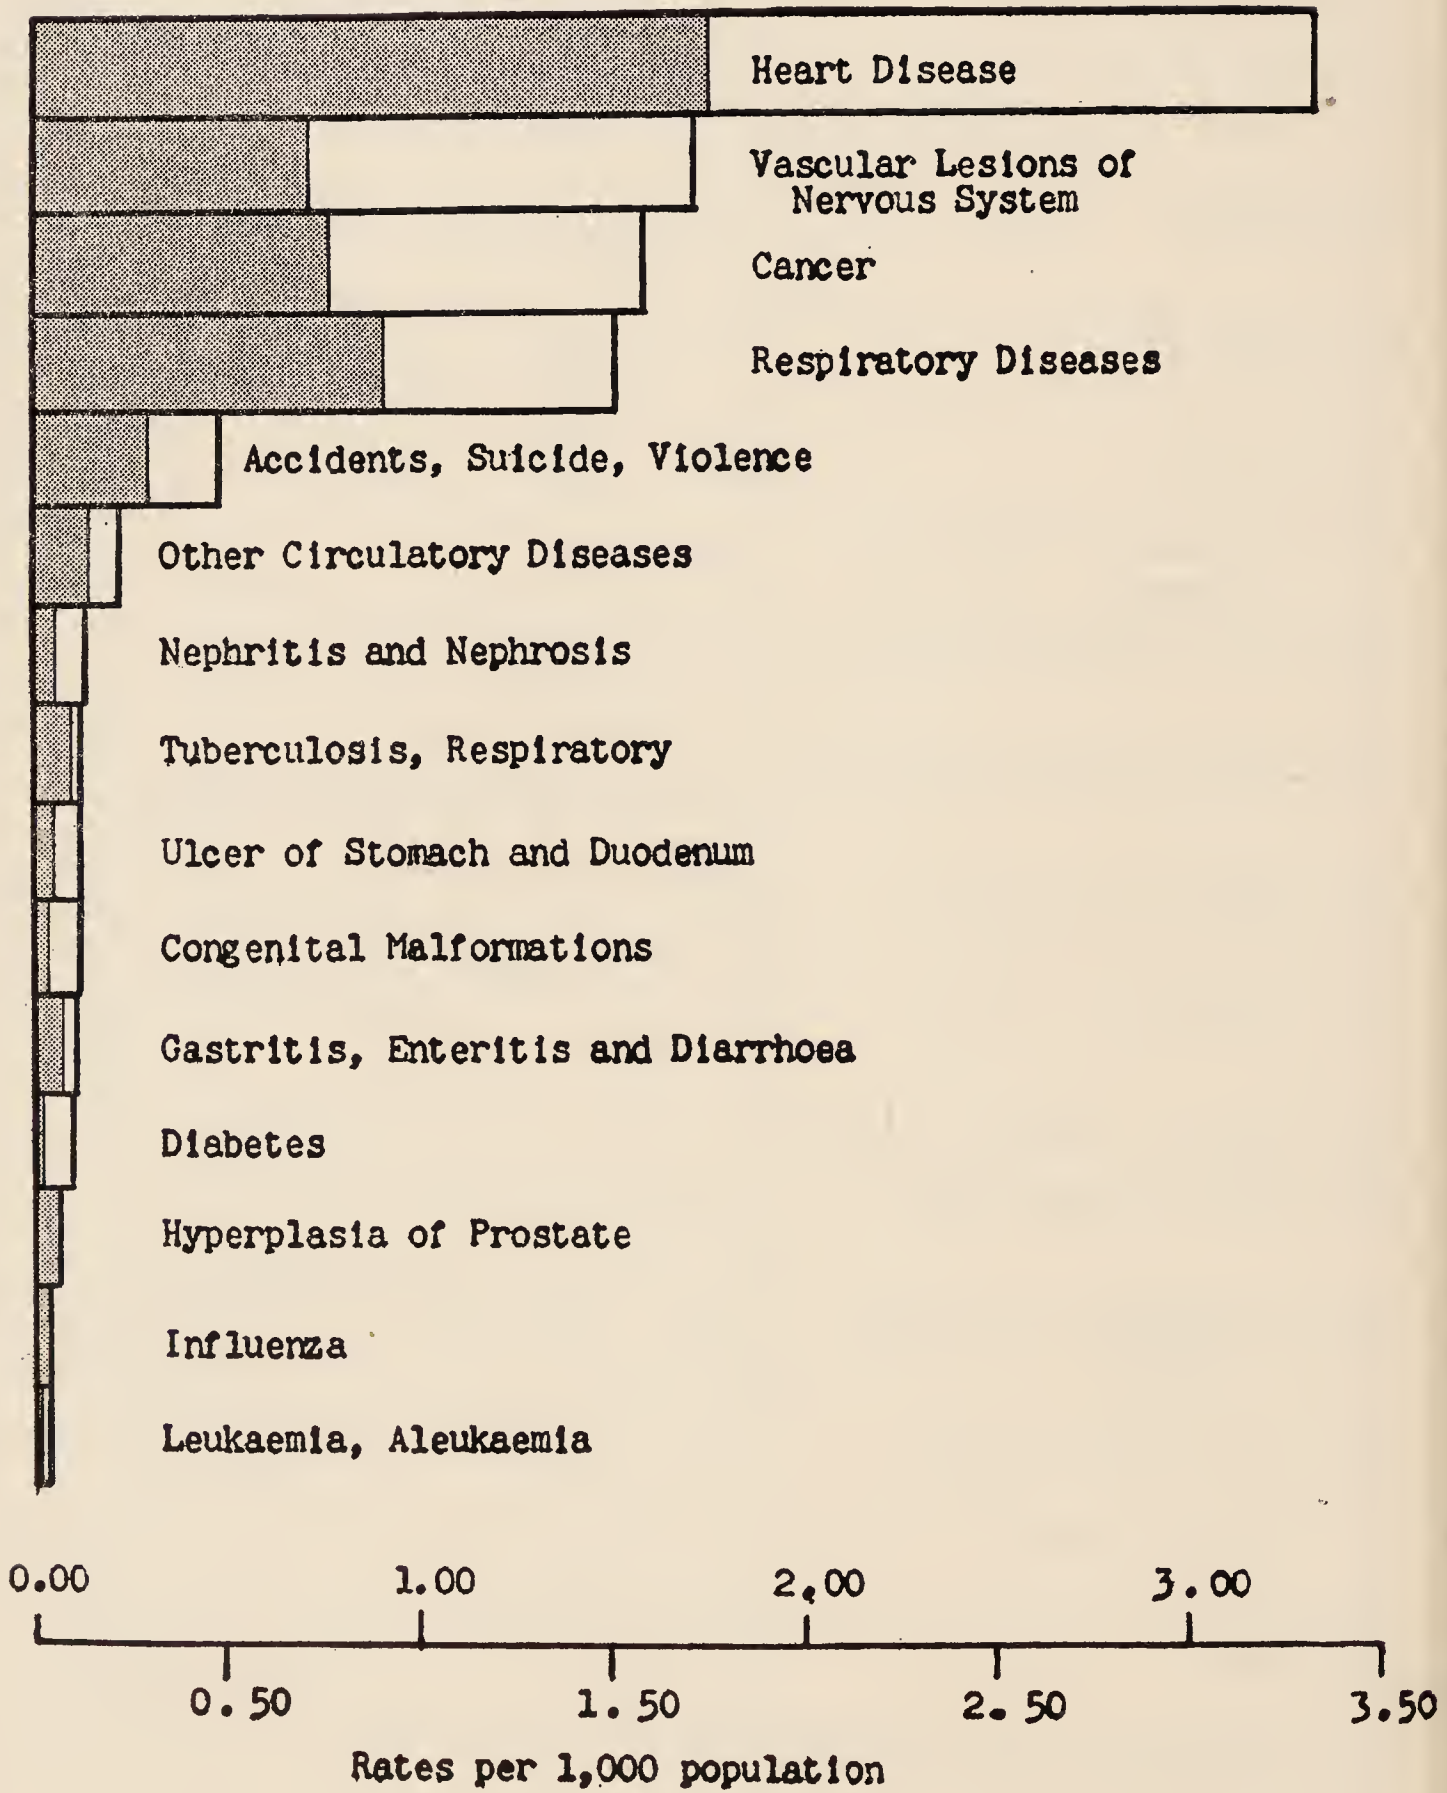 Heart Disease
Vascular Lesions of
Nervous System
Cancer
Respiratory Diseases
Accidents, Suicide, Violence
Other Circulatory Diseases
Nephritis and Nephrosis
Tuberculosis, Respiratory
Ulcer of Stomach and Duodenum
Congenital Malformations
Gastritis, Enteritis and Diarrhoea
Diabetes
Hyperplasia of Prostate
Influenza
Leukaemia, Aleukaemia
0.00 1.00 2.00 3.00
0.50 1.50 2.50 3.50
Rates per 1,000 population